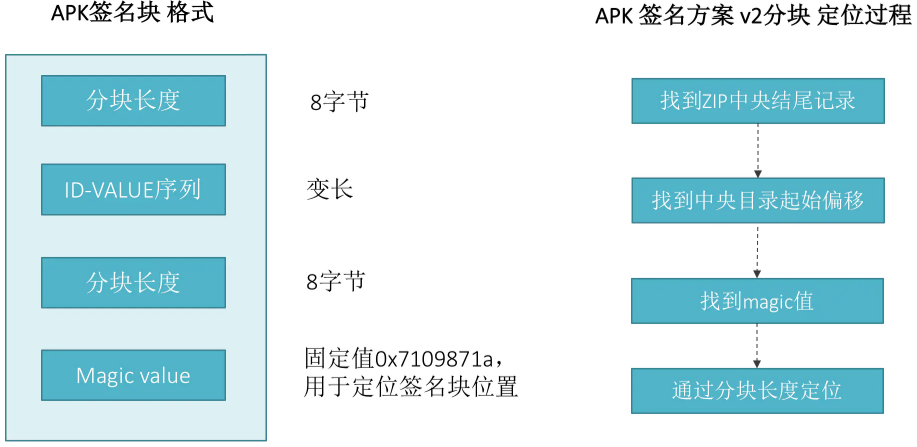 APK签名块 格式
分块长度
8字节
ID-VALUE序列
变长
分块长度
8字节
Magic value
固定值0x7109871a，
用于定位签名块位置
APK 签名方案 v2分块 定位过程
找到ZIP中央结尾记录
找到中央目录起始偏移
找到magic值
通过分块长度定位